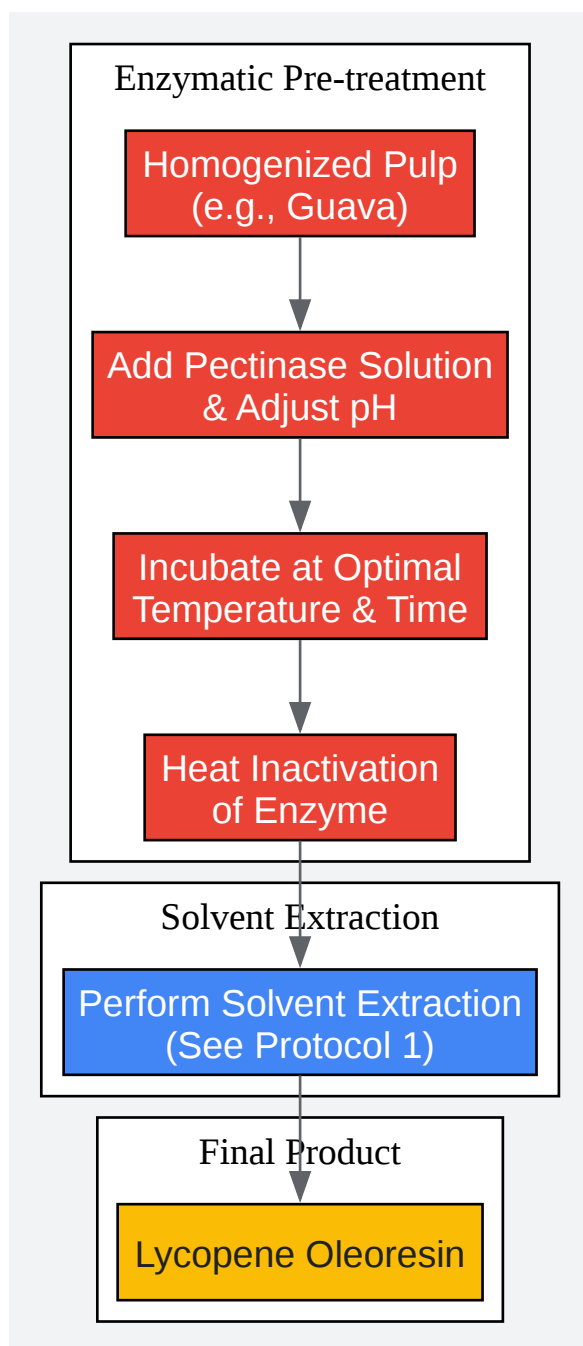 Enzymatic Pre-treatment
Homogenized Pulp
(e.g., Guava)
Add Pectinase Solution
& Adjust pH
Incubate at Optimal
Temperature & Time
Heat Inactivation
of Enzyme
Solvent Extraction
Perform Solvent Extraction
(See Protocol 1)
Final Product
Lycopene Oleoresin